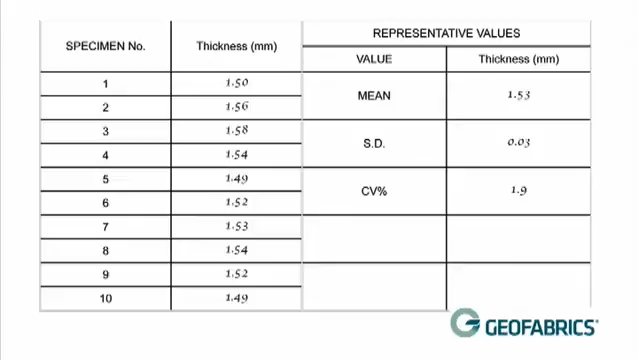 SPECIMEN No. Thickness (mm) REPRESENTATIVE VALUES
VALUE Thickness (mm)
1 1.50
2 1.56
MEAN 1.53
3 1.58
4 1.54
S.D. 0.03
5 1.49
6 1.52
CV% 1.9
7 1.53
8 1.54
9 1.52
10 1.49
GEOFABRICS